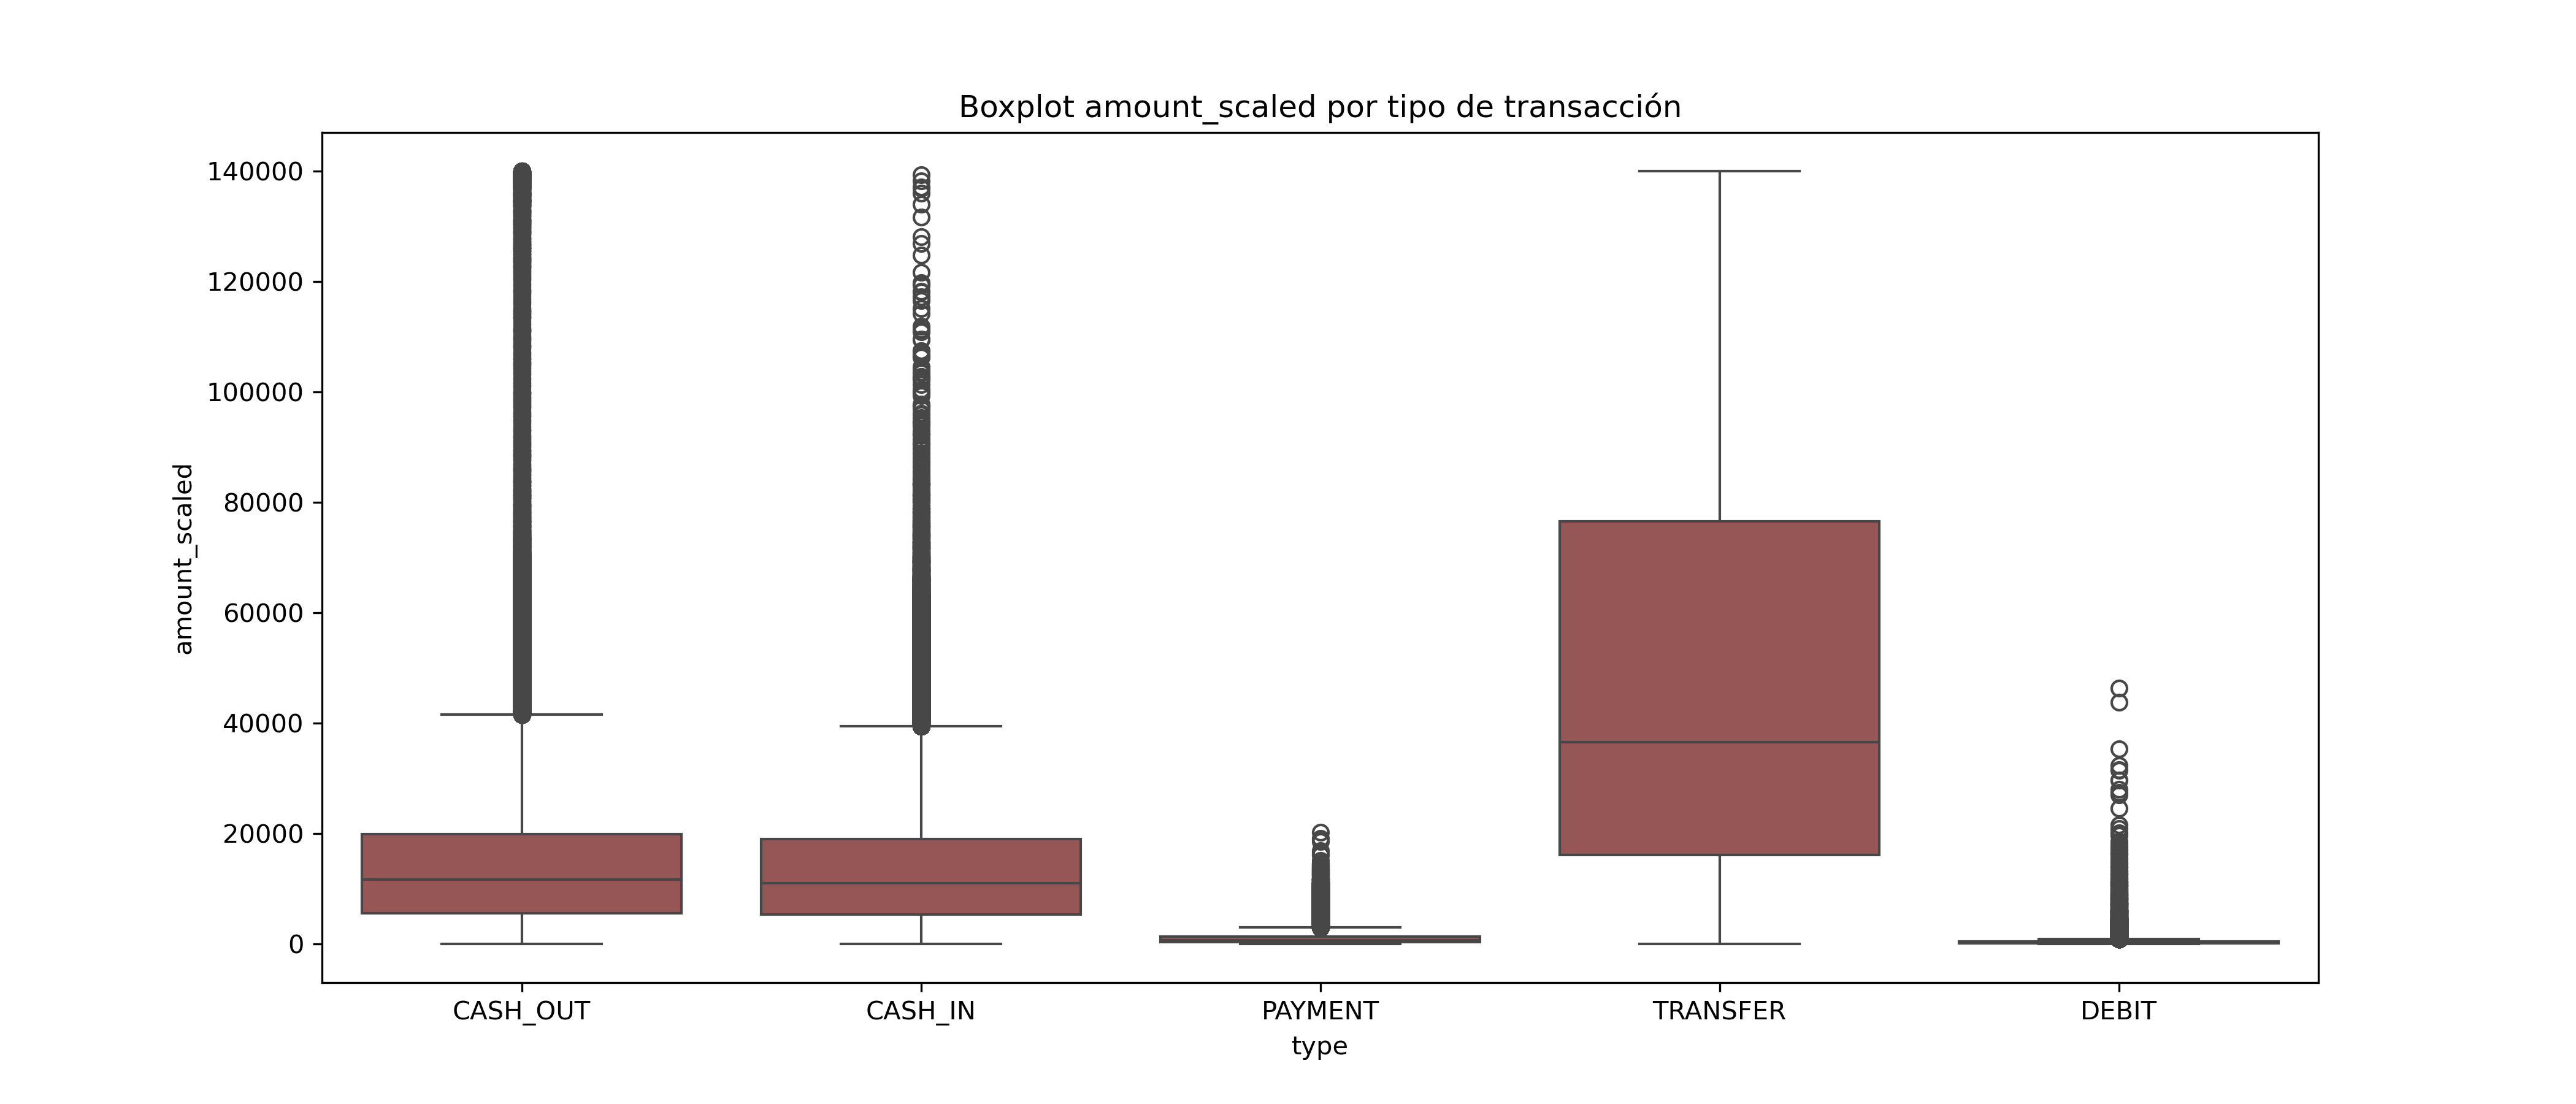 Boxplot amount_scaled por tipo de transacción
140000
120000
100000
80000
60000
40000
20000
0
amount_scaled
CASH_OUT CASH_IN PAYMENT TRANSFER DEBIT
type